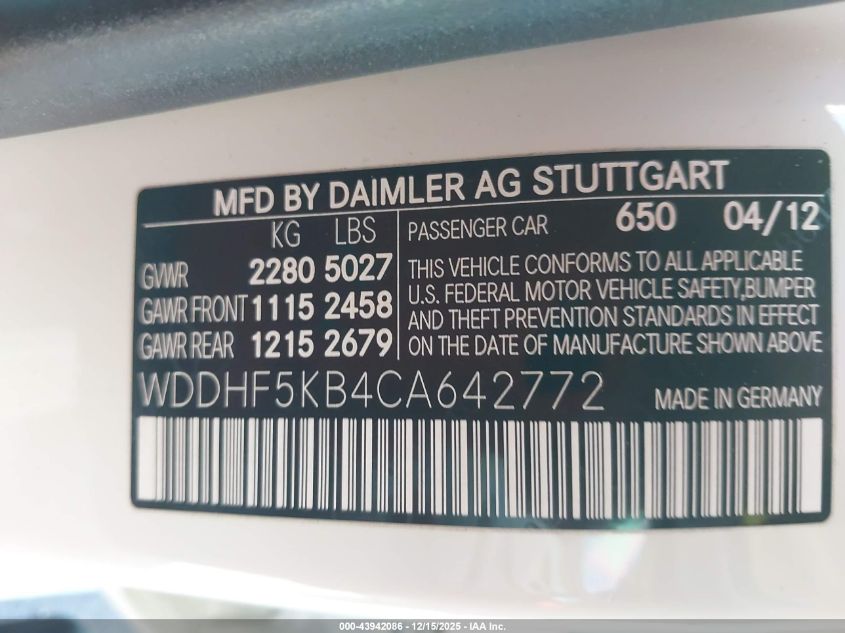 MFD BY DAIMLER AG STUTTGART
KG LBS
PASSENGER CAR 650 04/12
GVWR 2280 5027
GAWR FRONT 1115 2458
GAWR REAR 1215 2679
THIS VEHICLE CONFORMS TO ALL APPLICABLE
U.S. FEDERAL MOTOR VEHICLE SAFETY,BUMPER
AND THEFT PREVENTION STANDARDS IN EFFECT
ON THE DATE OF MANUFACTURE SHOWN ABOVE
WDDHF5KB4CA642772
MADE IN GERMANY
000-43942086 - 12/15/2025 - IAA Inc.